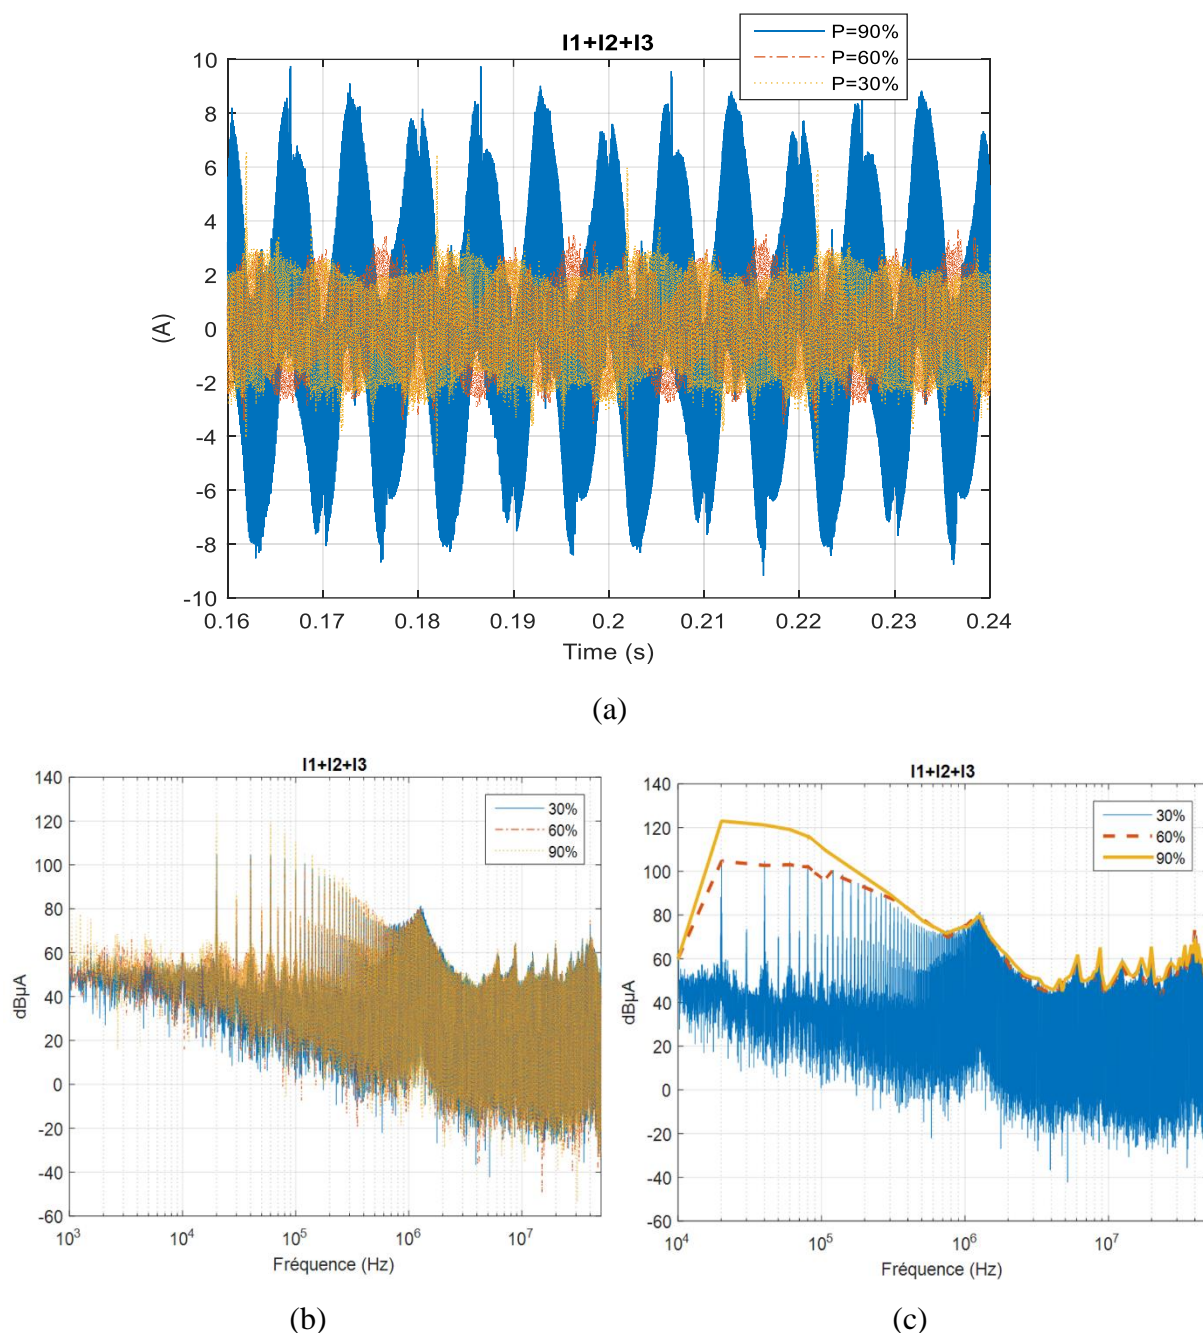 I1+I2+I3
P=90%
P=60%
P=30%
10
8
6
4
2
0
-2
-4
-6
-8
-10
(A)
0.16 0.17 0.18 0.19 0.2 0.21 0.22 0.23 0.24
Time (s)
(a)
I1+I2+I3
30%
60%
90%
140
120
100
80
60
40
20
0
-20
-40
-60
dBµA
10³ 10⁴ 10⁵ 10⁶ 10⁷
Fréquence (Hz)
(b)
I1+I2+I3
30%
60%
90%
140
120
100
80
60
40
20
0
-20
-40
-60
dBµA
10⁴ 10⁵ 10⁶ 10⁷
Fréquence (Hz)
(c)